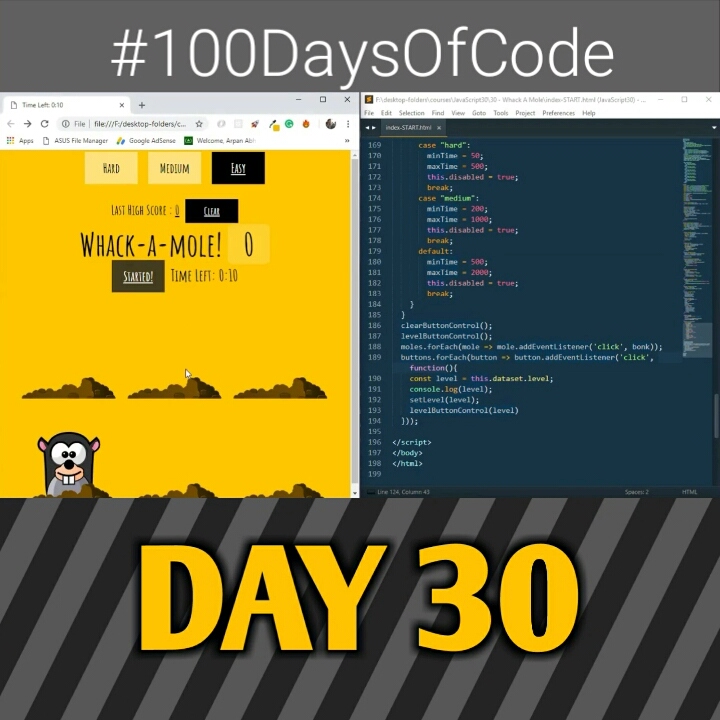 #100DaysOfCode
Time Left: 0:10
File | file:///F:/desktop-folders/c...
Apps ASUS File Manager Google AdSense Welcome, Arpan Ab
HARD MEDIUM EASY
LAST HIGH SCORE : 0 CLEAR
WHACK-A-MOLE! 0
STARTED! TIME LEFT: 0:10
F:\desktop-folders\courses\JavaScript30\30 - Whack A Mole\index-START.html (JavaScript30) - ...
File Edit Selection Find View Goto Tools Project Preferences Help
index-START.html
169 case "hard":
170 minTime = 50;
171 maxTime = 500;
172 this.disabled = true;
173 break;
174 case "medium":
175 minTime = 200;
176 maxTime = 1000;
177 this.disabled = true;
178 break;
179 default:
180 minTime = 500;
181 maxTime = 2000;
182 this.disabled = true;
183 break;
184 }
185 }
186 clearButtonControl();
187 levelButtonControl();
188 moles.forEach(mole => mole.addEventListener('click', bonk));
189 buttons.forEach(button => button.addEventListener('click',
function(){
190 const level = this.dataset.level;
191 console.log(level);
192 setLevel(level);
193 levelButtonControl(level)
194 }));
195
196 </script>
197 </body>
198 </html>
199
Line 124, Column 43 Spaces: 2 HTML
DAY 30